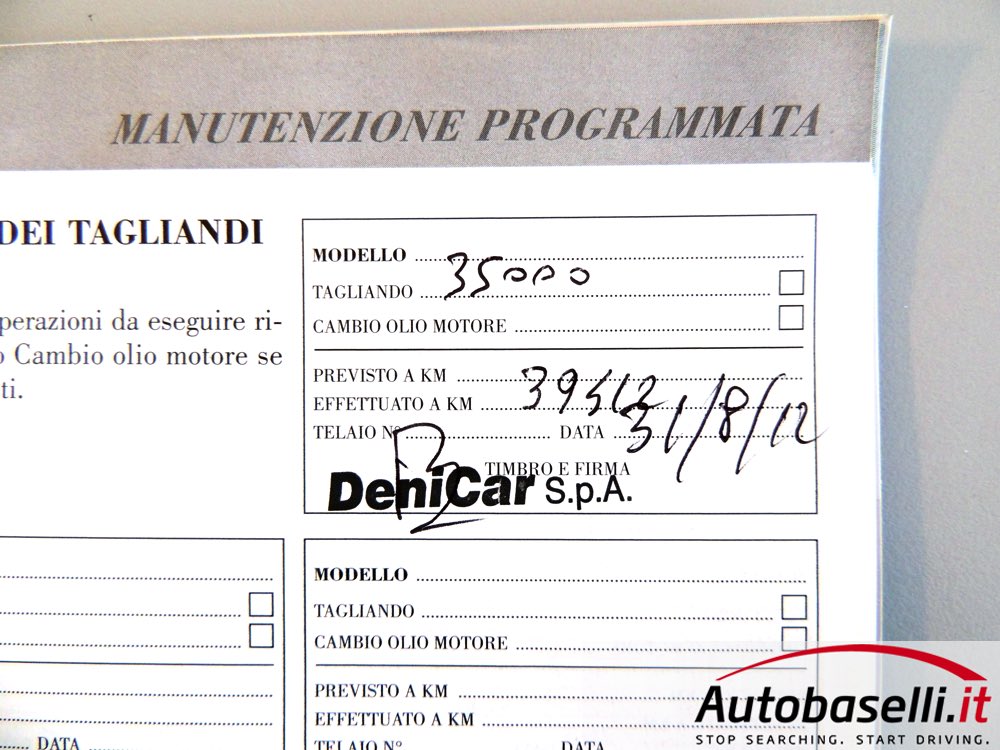 MANUTENZIONE PROGRAMMATA
DEI TAGLIANDI
perazioni da eseguire ri-
o Cambio olio motore se
ti.
MODELLO
TAGLIANDO 35000
CAMBIO OLIO MOTORE
PREVISTO A KM
EFFETTUATO A KM 39512
TELAIO N° DATA 31/8/12
TIMBRO E FIRMA
DeniCar S.p.A.
DATA
MODELLO
TAGLIANDO
CAMBIO OLIO MOTORE
PREVISTO A KM
EFFETTUATO A KM
TELAIO N° DATA
Autobaselli.it
STOP SEARCHING. START DRIVING.